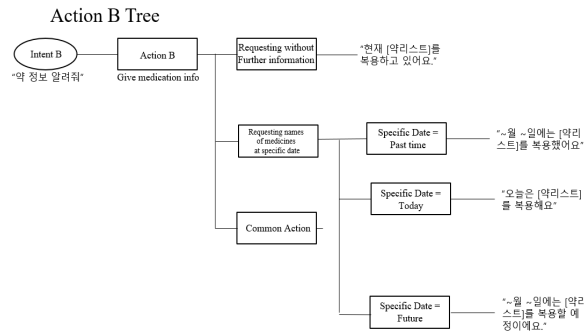 Action B Tree
Intent B
"약 정보 알려줘"
Action B
Give medication info
Requesting without
Further information
"현재 [약리스트]를
복용하고 있어요."
Requesting names
of medicines
at specific date
Specific Date =
Past time
"~월 ~일에는 [약리
스트]를 복용했어요"
Specific Date =
Today
"오늘은 [약리스트]
를 복용해요"
Common Action
Specific Date =
Future
"~월 ~일에는 [약리
스트]를 복용할 예
정이에요."